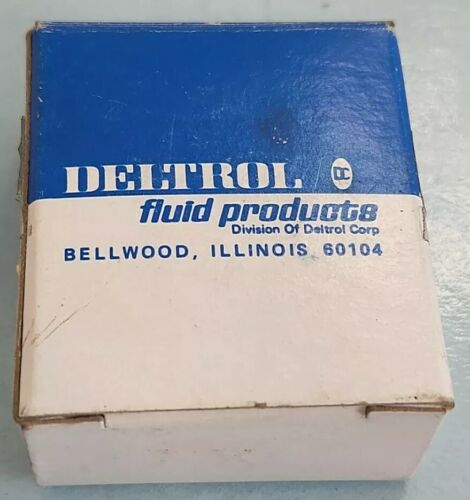 DELTROL DC
fluid products
Division Of Deltrol Corp
BELLWOOD, ILLINOIS 60104